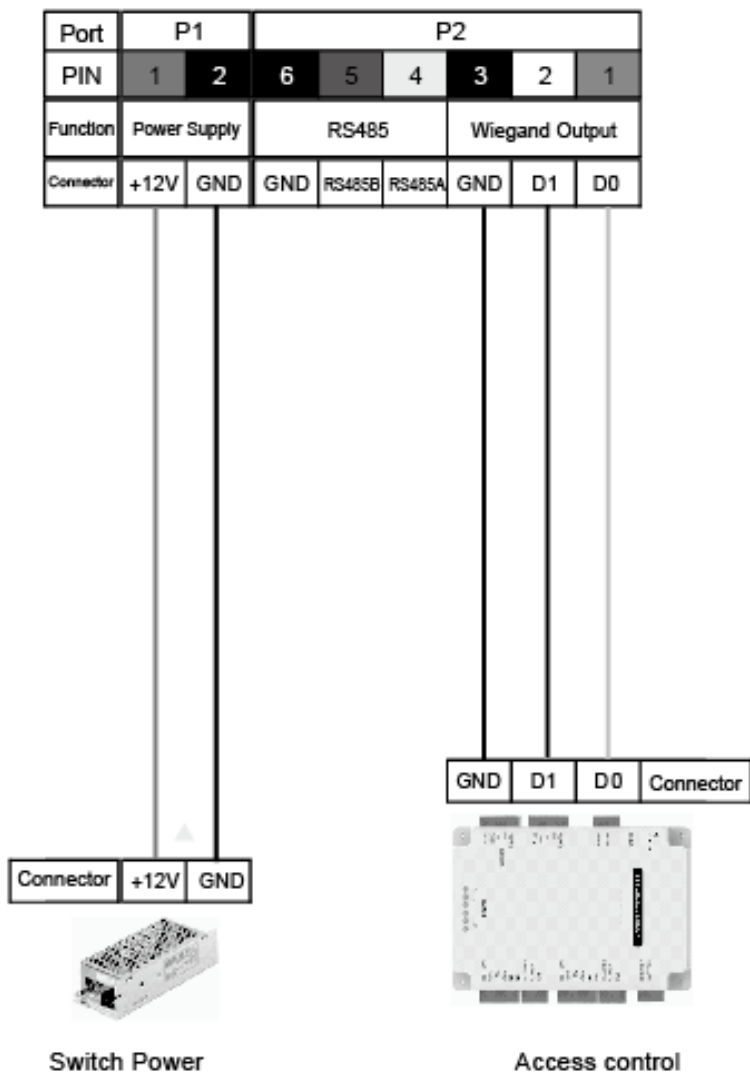 Port P1 P2
PIN 1 2 6 5 4 3 2 1
Function Power Supply RS485 Wiegand Output
Connector +12V GND GND RS485B RS485A GND D1 D0
GND D1 D0 Connector
Connector +12V GND
Switch Power
Access control